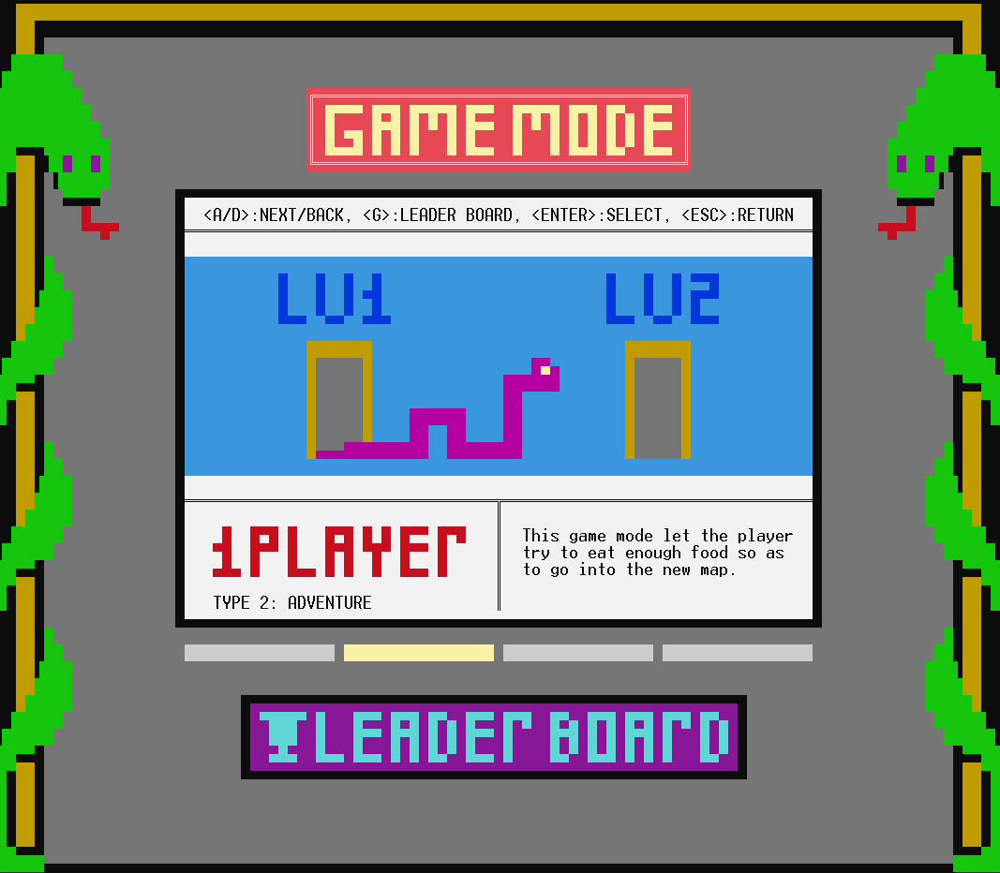 GAME MODE
<A/D>:NEXT/BACK, <G>:LEADER BOARD, <ENTER>:SELECT, <ESC>:RETURN
LV1 LV2
1PLAYER
TYPE 2: ADVENTURE
This game mode let the player
try to eat enough food so as
to go into the new map.
LEADER BOARD